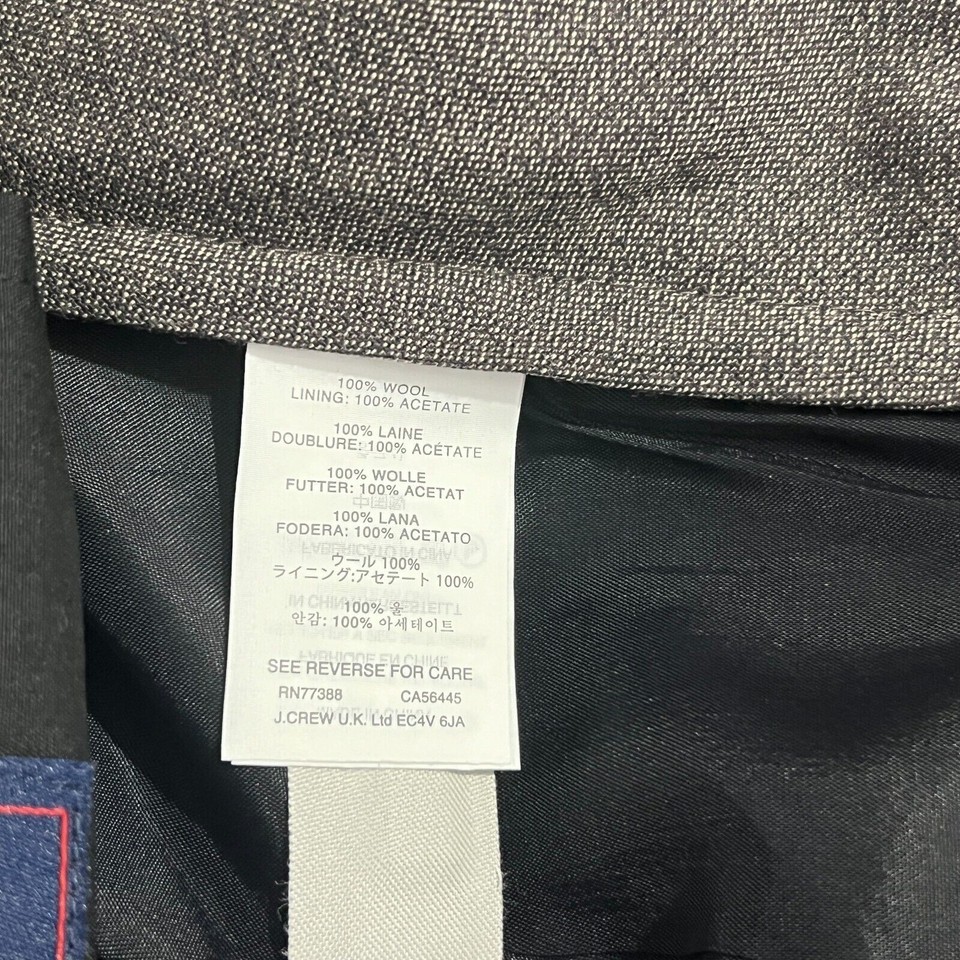 100% WOOL
LINING: 100% ACETATE
100% LAINE
DOUBLURE: 100% ACÉTATE
100% WOLLE
FUTTER: 100% ACETAT
100% LANA
FODERA: 100% ACETATO
ウール 100%
ライニング:アセテート 100%
100% 울
안감: 100% 아세테이트
SEE REVERSE FOR CARE
RN77388 CA56445
J.CREW U.K. Ltd EC4V 6JA